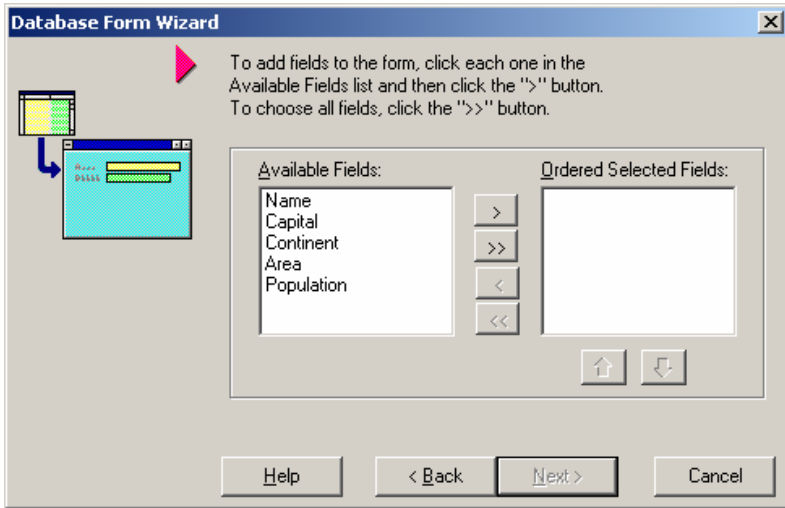 Database Form Wizard
To add fields to the form, click each one in the
Available Fields list and then click the ">" button.
To choose all fields, click the ">>" button.
Available Fields:
Ordered Selected Fields:
Name
Capital
Continent
Area
Population
>
>>
<
<<
Help
< Back
Next >
Cancel